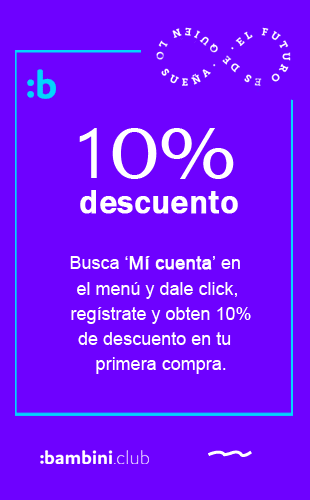 · EL FUTURO ES DE · QUIEN LO SUEÑA ·
:b
10%
descuento
Busca ‘Mí cuenta’ en
el menú y dale click,
regístrate y obten 10%
de descuento en tu
primera compra.
:bambini.club